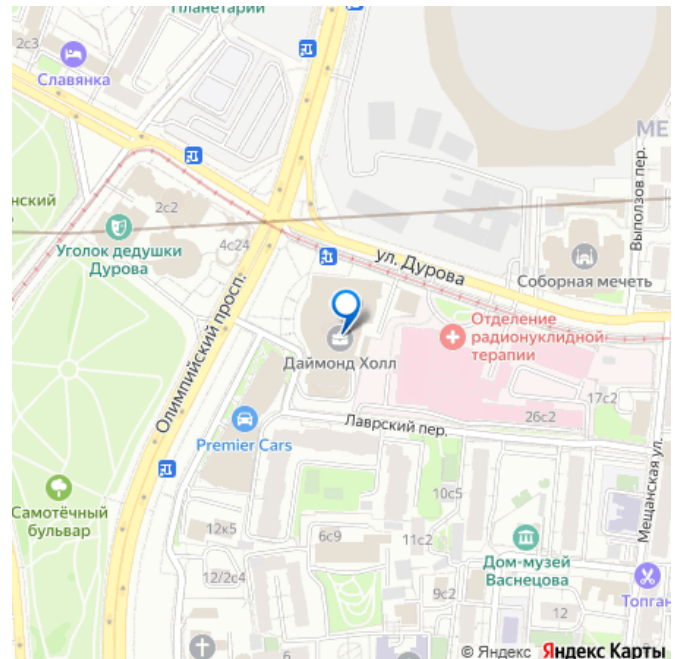 Планетарий
2с3
Славянка
МЕ
нский
2с2
Уголок дедушки
Дурова
4с24
ул. Дурова
Выползов пер.
Соборная мечеть
Олимпийский просп.
Даймонд Холл
Отделение
радионуклидной
терапии
17с2
26с2
Лаврский пер.
Premier Cars
Мещанская ул.
Самотёчный
бульвар
10с5
12к5
6с9
11с2
Дом-музей
Васнецова
12/2с4
9с2
12
Топган
© Яндекс Яндекс Карты